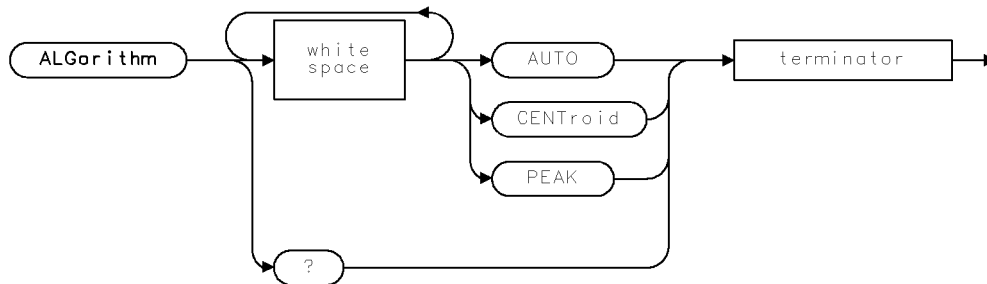 ALGorithm
white
space
AUTO
CENTroid
PEAK
?
terminator